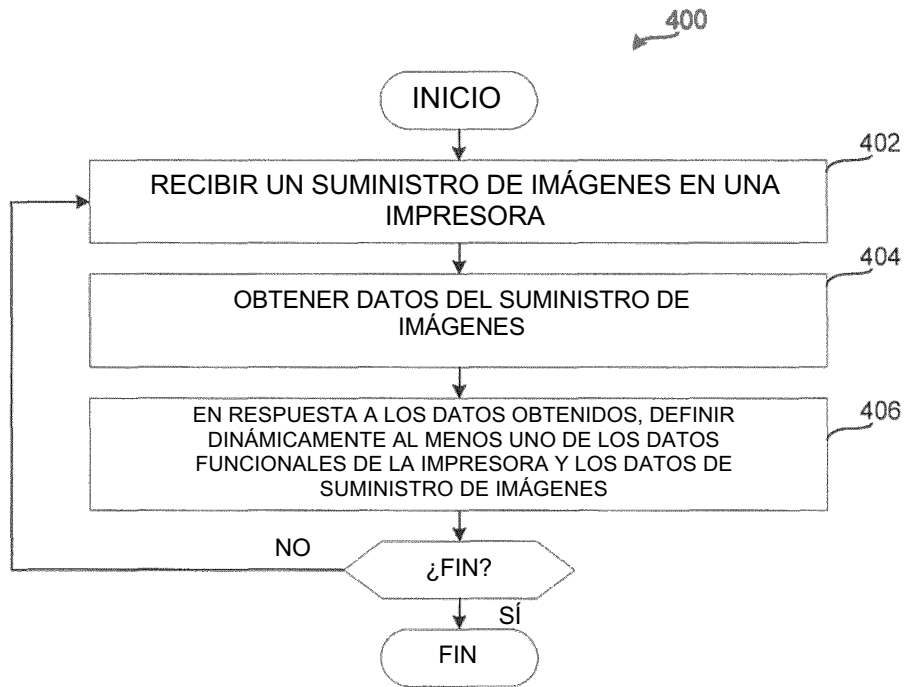 400
INICIO
402
RECIBIR UN SUMINISTRO DE IMÁGENES EN UNA
IMPRESORA
404
OBTENER DATOS DEL SUMINISTRO DE
IMÁGENES
406
EN RESPUESTA A LOS DATOS OBTENIDOS, DEFINIR
DINÁMICAMENTE AL MENOS UNO DE LOS DATOS
FUNCIONALES DE LA IMPRESORA Y LOS DATOS DE
SUMINISTRO DE IMÁGENES
NO
¿FIN?
SÍ
FIN